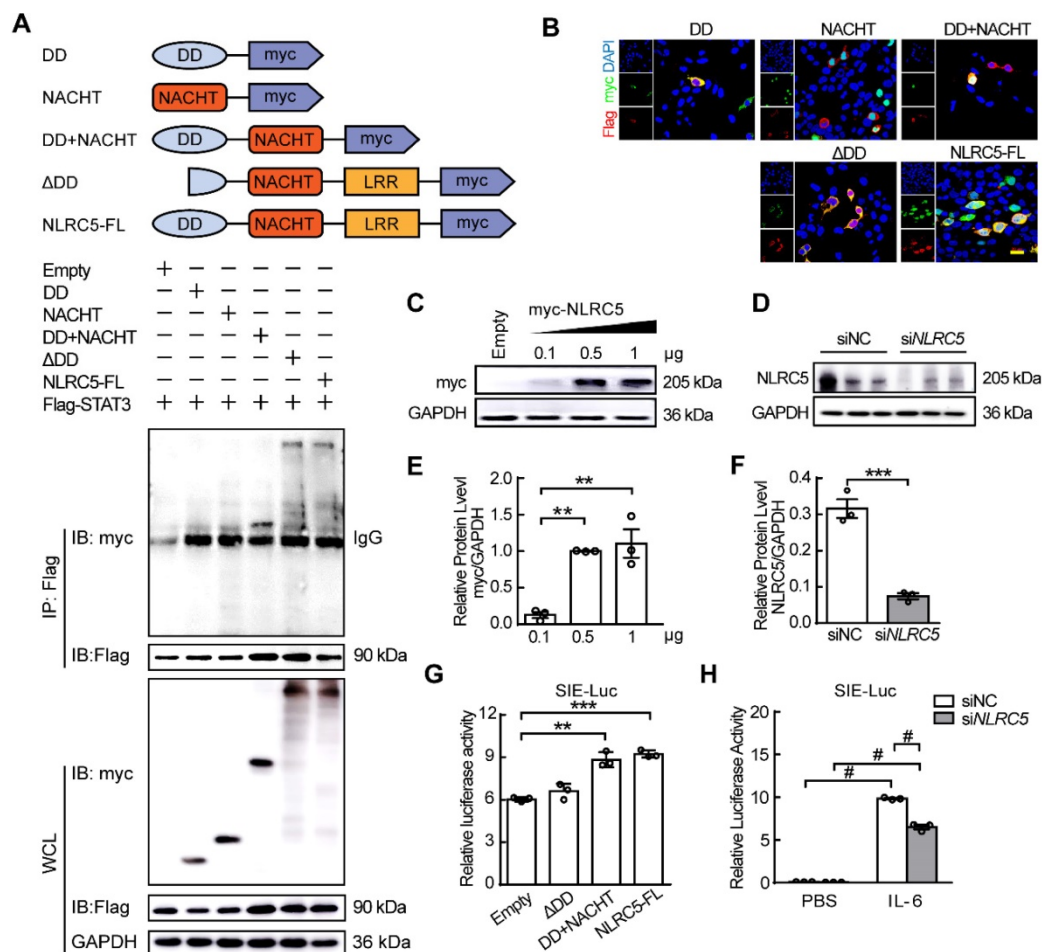 A
DD DD myc
NACHT NACHT myc
DD+NACHT DD NACHT myc
ΔDD NACHT LRR myc
NLRC5-FL DD NACHT LRR myc
Empty + − − − − −
DD − + − − − −
NACHT − − + − − −
DD+NACHT − − − + − −
ΔDD − − − − + −
NLRC5-FL − − − − − +
Flag-STAT3 + + + + + +
IP: Flag
IB: myc IgG
IB:Flag 90 kDa
WCL
IB: myc
IB:Flag 90 kDa
GAPDH 36 kDa
B
Flag myc DAPI
DD NACHT DD+NACHT
ΔDD NLRC5-FL
C
Empty myc-NLRC5
0.1 0.5 1 μg
myc 205 kDa
GAPDH 36 kDa
D
siNC siNLRC5
NLRC5 205 kDa
GAPDH 36 kDa
E
Relative Protein Lvevl
myc/GAPDH
2.0
1.5
1.0
0.5
0.0
**
**
0.1 0.5 1 μg
F
Relative Protein Levevl
NLRC5/GAPDH
0.4
0.3
0.2
0.1
0.0
***
siNC siNLRC5
G
SIE-Luc
Relative luciferase activity
12
9
6
3
0
***
**
Empty ΔDD DD+NACHT NLRC5-FL
H
SIE-Luc
siNC
siNLRC5
Relative Luciferase Activity
20
15
10
5
0
#
#
#
PBS IL-6